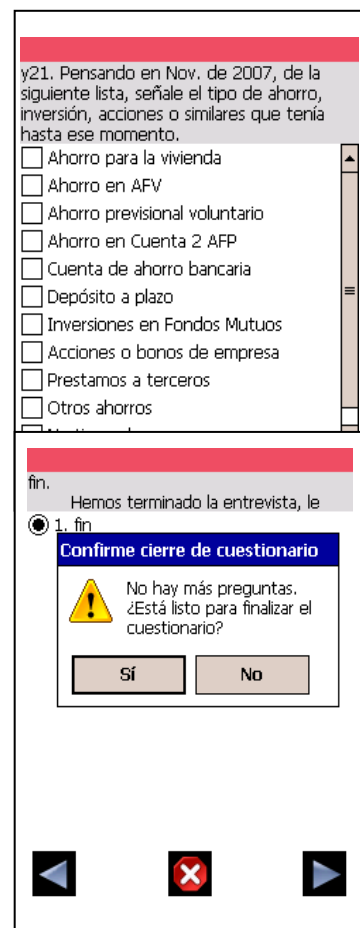 y21. Pensando en Nov. de 2007, de la
siguiente lista, señale el tipo de ahorro,
inversión, acciones o similares que tenía
hasta ese momento.
Ahorro para la vivienda
Ahorro en AFV
Ahorro previsional voluntario
Ahorro en Cuenta 2 AFP
Cuenta de ahorro bancaria
Depósito a plazo
Inversiones en Fondos Mutuos
Acciones o bonos de empresa
Prestamos a terceros
Otros ahorros
fin.
Hemos terminado la entrevista, le
1. fin
Confirme cierre de cuestionario
No hay más preguntas.
¿Está listo para finalizar el
cuestionario?
Sí No